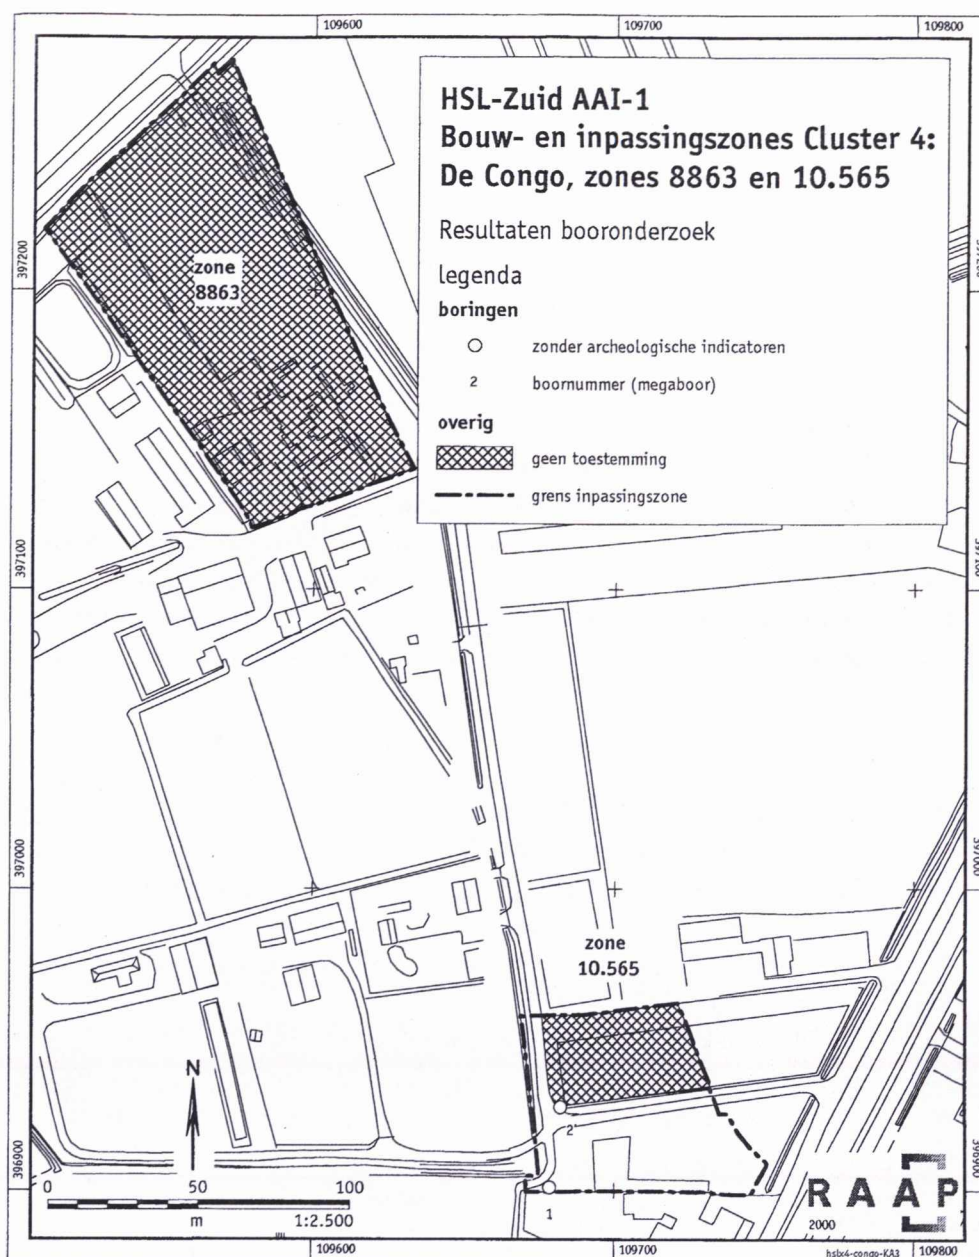 109600
109700
109800
HSL-Zuid AAI-1
Bouw- en inpassingszones Cluster 4:
De Congo, zones 8863 en 10.565
Resultaten booronderzoek
legenda
boringen
zonder archeologische indicatoren
2 boornummer (megaboor)
overig
geen toestemming
grens inpassingszone
397200
zone
8863
397100
397000
397000
zone
10.565
N
2
1
396900
396900
0 50 100
m 1:2.500
RAAP
2000
hslx4-congo-KA3
109600
109700
109800